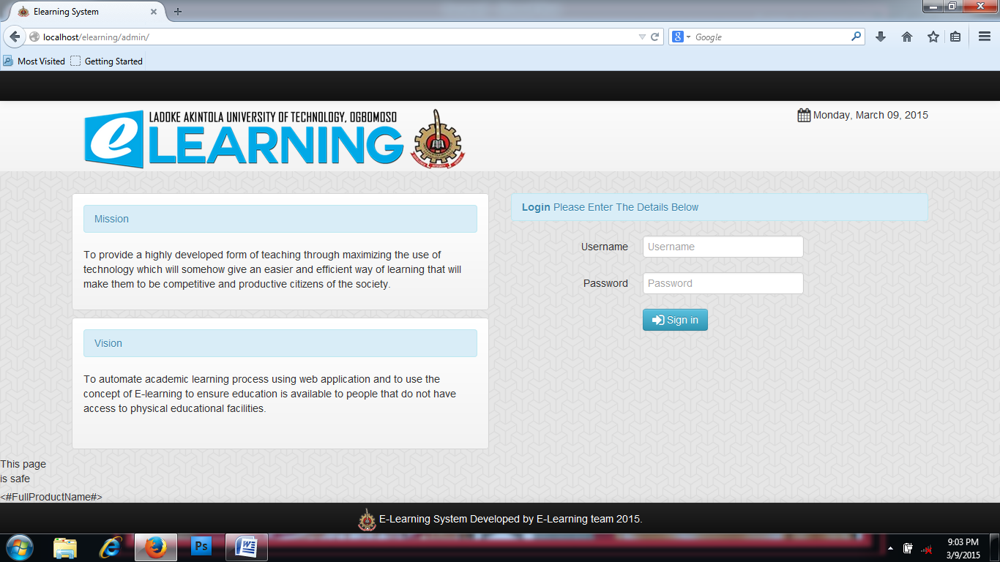 Elearning System
localhost/elearning/admin/
Google
Most Visited
Getting Started
LADOKE AKINTOLA UNIVERSITY OF TECHNOLOGY, OGBOMOSO
eLEARNING
Monday, March 09, 2015
Mission
To provide a highly developed form of teaching through maximizing the use of
technology which will somehow give an easier and efficient way of learning that will
make them to be competitive and productive citizens of the society.
Vision
To automate academic learning process using web application and to use the
concept of E-learning to ensure education is available to people that do not have
access to physical educational facilities.
Login Please Enter The Details Below
Username
Username
Password
Password
Sign in
This page
is safe
<#FullProductName#>
E-Learning System Developed by E-Learning team 2015.
Ps
9:03 PM
3/9/2015